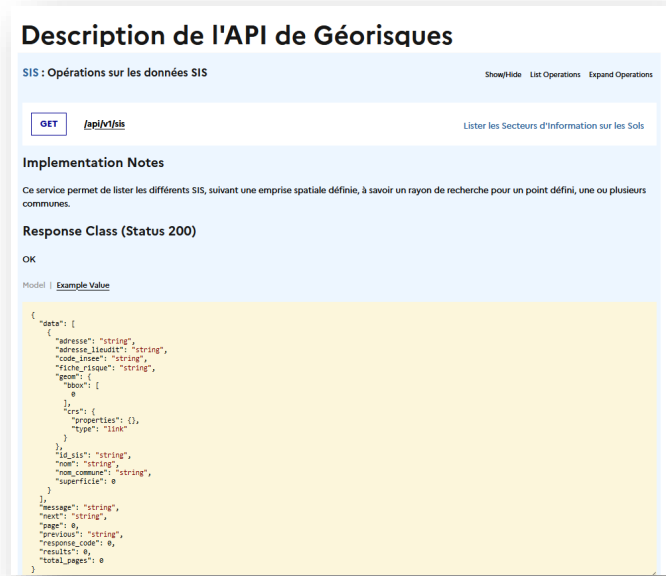 Description de l'API de Géorisques
SIS : Opérations sur les données SIS
Show/Hide List Operations Expand Operations
GET /api/v1/sis
Lister les Secteurs d'Information sur les Sols
Implementation Notes
Ce service permet de lister les différents SIS, suivant une emprise spatiale définie, à savoir un rayon de recherche pour un point défini, une ou plusieurs
communes.
Response Class (Status 200)
OK
Model | Example Value
{
"data": [
{
"adresse": "string",
"adresse_lieudit": "string",
"code_insee": "string",
"fiche_risque": "string",
"geom": {
"bbox": [
0
],
"crs": {
"properties": {},
"type": "link"
}
},
"id_sis": "string",
"nom": "string",
"nom_commune": "string",
"superficie": 0
}
],
"message": "string",
"next": "string",
"page": 0,
"previous": "string",
"response_code": 0,
"results": 0,
"total_pages": 0
}